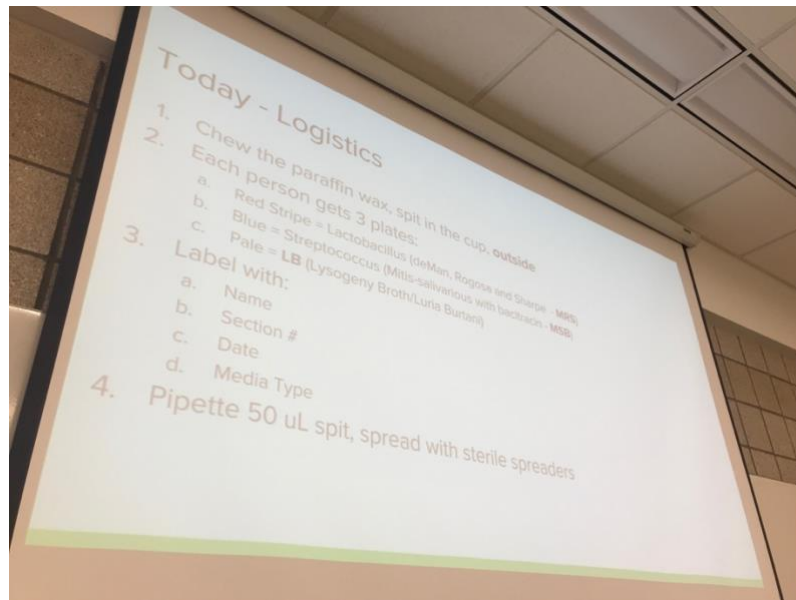 Today - Logistics
1. Chew the paraffin wax, spit in the cup, outside
2. Each person gets 3 plates:
a. Red Stripe = Lactobacillus (deMan, Rogosa and Sharpe - MRS)
b. Blue = Streptococcus (Mitis-salivarious with bacitracin - MSB)
c. Pale = LB (Lysogeny Broth/Luria Burtani)
3. Label with:
a. Name
b. Section #
c. Date
d. Media Type
4. Pipette 50 uL spit, spread with sterile spreaders